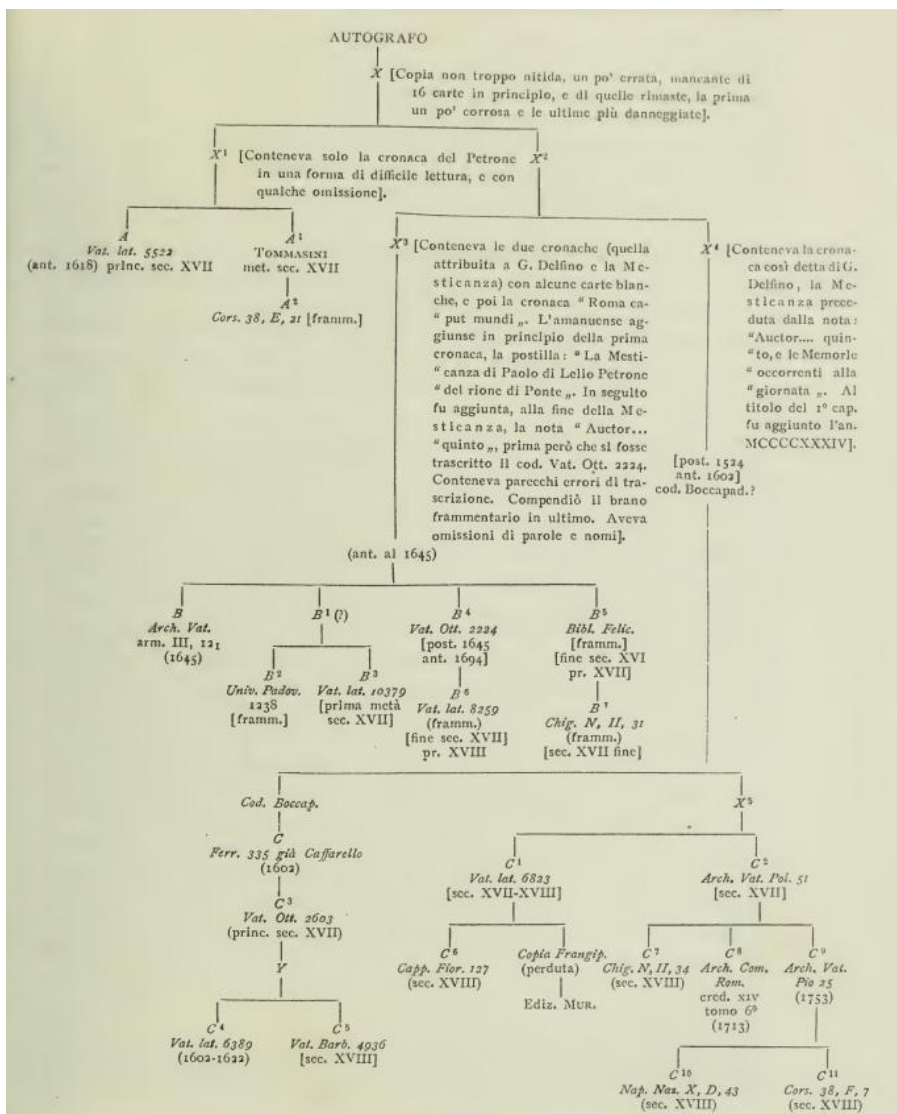 AUTOGRAFO
X [Copia non troppo nitida, un po' errata, mancante di
16 carte in principio, e di quelle rimaste, la prima
un po' corrosa e le ultime più danneggiate].
X¹ [Conteneva solo la cronaca del Petrone
in una forma di difficile lettura, e con
qualche omissione].
X²
A
Vat. lat. 5522
(ant. 1618) princ. sec. XVII
A¹
TOMMASINI
met. sec. XVII
A²
Cors. 38, E, 21 [framm.]
X³ [Conteneva le due cronache (quella
attribuita a G. Delfino e la Me-
sticanza) con alcune carte bian-
che, e poi la cronaca “ Roma ca-
“ put mundi „. L'amanuense ag-
giunse in principio della prima
cronaca, la postilla: “ La Mesti-
“ canza di Paolo di Lello Petrone
“ del rione di Ponte „. In seguito
fu aggiunta, alla fine della Me-
sticanza, la nota “ Auctor...
“ quinto „, prima però che si fosse
trascritto il cod. Vat. Ott. 2224.
Conteneva parecchi errori di tra-
scrizione. Compendiò il brano
frammentario in ultimo. Aveva
omissioni di parole e nomi].
(ant. al 1645)
X⁴ [Conteneva la crona-
ca così detta di G.
Delfino, la Me-
sticanza prece-
duta dalla nota:
“Auctor.... quin-
“to, e le Memorie
“ occorrenti alla
“ giornata „. Al
titolo del 1º cap.
fu aggiunto l'an.
MCCCCXXXIV].
[post. 1524
ant. 1602]
cod. Boccapad.?
B
Arch. Vat.
arm. III, 121
(1645)
B¹ (?)
B²
Univ. Padov.
1238
[framm.]
B³
Vat. lat. 10379
[prima metà
sec. XVII]
B⁴
Vat. Ott. 2224
[post. 1645
ant. 1694]
B⁶
Vat. lat. 8259
(framm.)
[fine sec. XVII]
pr. XVIII
B⁵
Bibl. Felic.
[framm.]
[fine sec. XVI
pr. XVII]
B⁷
Chig. N, II, 31
(framm.)
[sec. XVII fine]
Cod. Boccap.
C
Ferr. 335 già Caffarello
(1602)
C³
Vat. Ott. 2603
(princ. sec. XVII)
Y
C⁴
Vat. lat. 6389
(1602-1622)
C⁵
Vat. Barb. 4936
[sec. XVIII]
X⁵
C¹
Vat. lat. 6823
[sec. XVII-XVIII]
C²
Arch. Vat. Pol. 51
[sec. XVII]
C⁶
Capp. Fior. 127
(sec. XVIII)
Copia Frangip.
(perduta)
EDIZ. MUR.
C⁷
Chig. N, II, 34
(sec. XVIII)
C⁸
Arch. Com.
Rom.
cred. XIV
tomo 6º
(1713)
C⁹
Arch. Vat.
Pio 25
(1753)
C¹⁰
Nap. Naz. X, D, 43
(sec. XVIII)
C¹¹
Cors. 38, F, 7
(sec. XVIII)